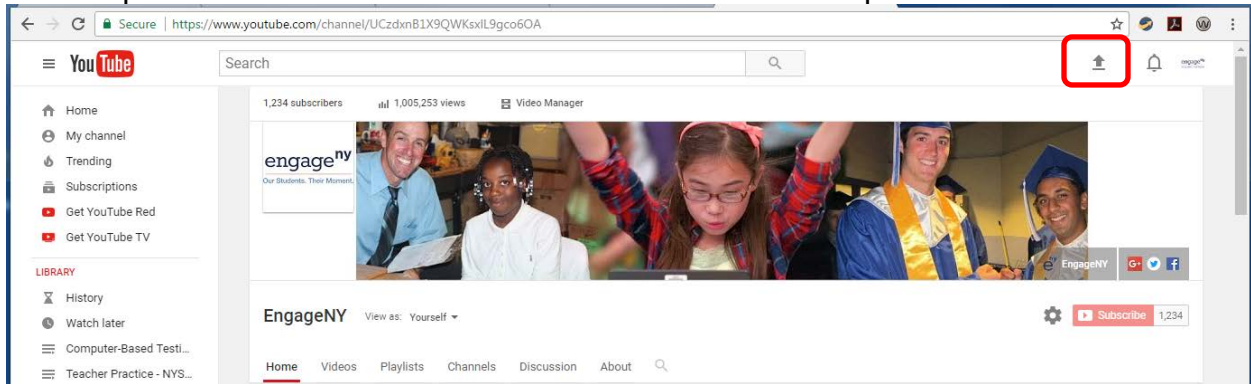 Secure | https://www.youtube.com/channel/UCzdxnB1X9QWKsxlL9gco6OA
YouTube
Search
engageny
Home
My channel
Trending
Subscriptions
Get YouTube Red
Get YouTube TV
LIBRARY
History
Watch later
Computer-Based Testi...
Teacher Practice - NYS...
1,234 subscribers 1,005,253 views Video Manager
engageny
Our Students. Their Moment.
EngageNY
EngageNY View as: Yourself
Subscribe 1,234
Home Videos Playlists Channels Discussion About